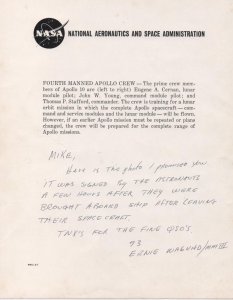 NASA NATIONAL AERONAUTICS AND SPACE ADMINISTRATION
FOURTH MANNED APOLLO CREW—The prime crew mem-
bers of Apollo 10 are (left to right) Eugene A. Cernan, lunar
module pilot; John W. Young, command module pilot; and
Thomas P. Stafford, commander. The crew is training for a lunar
orbit mission in which the complete Apollo spacecraft—com-
mand and service modules and the lunar module—will be flown.
However, if an earlier Apollo mission must be repeated or plans
changed, the crew will be prepared for the complete range of
Apollo missions.
MIKE,
HERE IS THE PHOTO I PROMISED YOU
IT WAS SIGNED BY THE ASTRONAUTS
A FEW HOURS AFTER THEY WERE
BROUGHT ABOARD SHIP AFTER LEAVING
THEIR SPACECRAFT.
TNX'S FOR THE FINE QSO'S
73
ERNIE